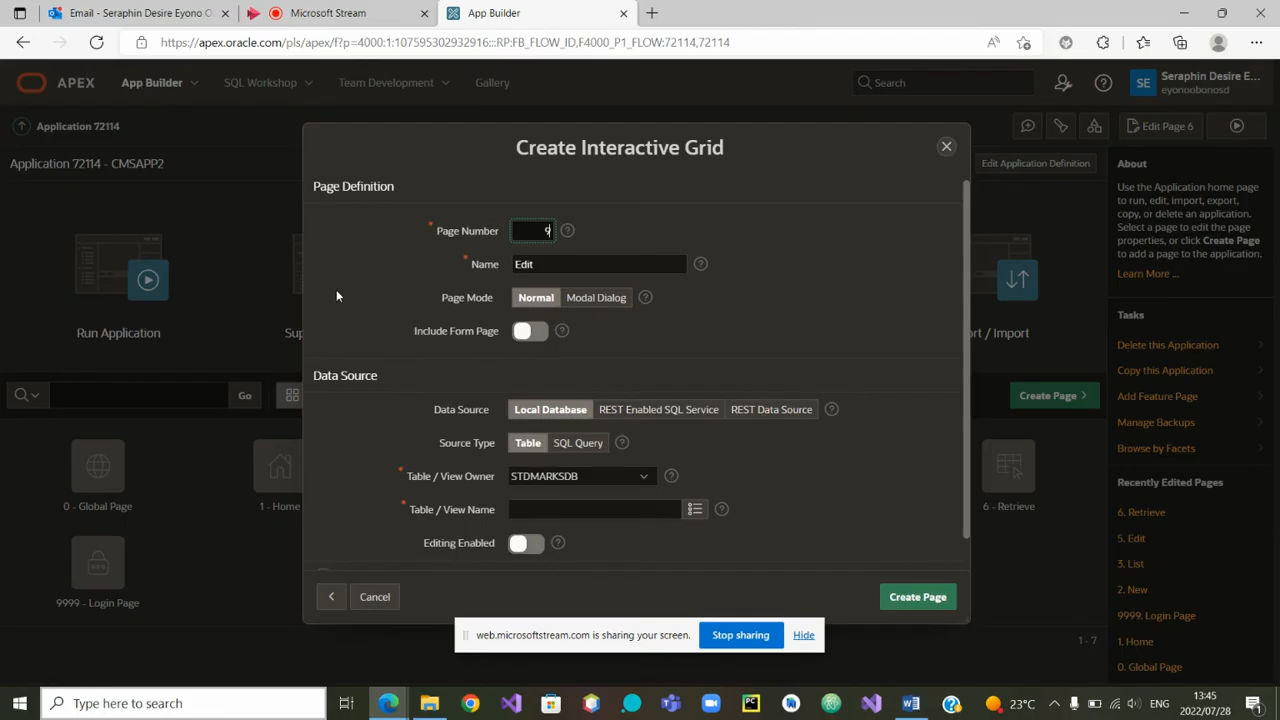 Email - Seraphin Desire Eyono O
Microsoft Stream
App Builder
https://apex.oracle.com/pls/apex/f?p=4000:1:107595302932916:::RP:FB_FLOW_ID,F4000_P1_FLOW:72114,72114
APEX
App Builder
SQL Workshop
Team Development
Gallery
Search
SE
Seraphin Desire E...
eyonoobonosd
Application 72114
Edit Page 6
Application 72114 - CMSAPP2
Edit Application Definition
Create Interactive Grid
Page Definition
* Page Number
9
* Name
Edit
Page Mode
Normal
Modal Dialog
Include Form Page
Data Source
Data Source
Local Database
REST Enabled SQL Service
REST Data Source
Source Type
Table
SQL Query
* Table / View Owner
STDMARKSDB
* Table / View Name
Editing Enabled
Cancel
Create Page
Run Application
Sup
ort / Import
Go
Create Page
0 - Global Page
1 - Home
6 - Retrieve
9999 - Login Page
1 - 7
About
Use the Application home page
to run, edit, import, export,
copy, or delete an application.
Select a page to edit the page
properties, or click Create Page
to add a page to the application.
Learn More ...
Tasks
Delete this Application
Copy this Application
Add Feature Page
Manage Backups
Browse by Facets
Recently Edited Pages
6. Retrieve
5. Edit
3. List
2. New
9999. Login Page
1. Home
0. Global Page
web.microsoftstream.com is sharing your screen.
Stop sharing
Hide
Type here to search
23°C
ENG
13:45
2022/07/28